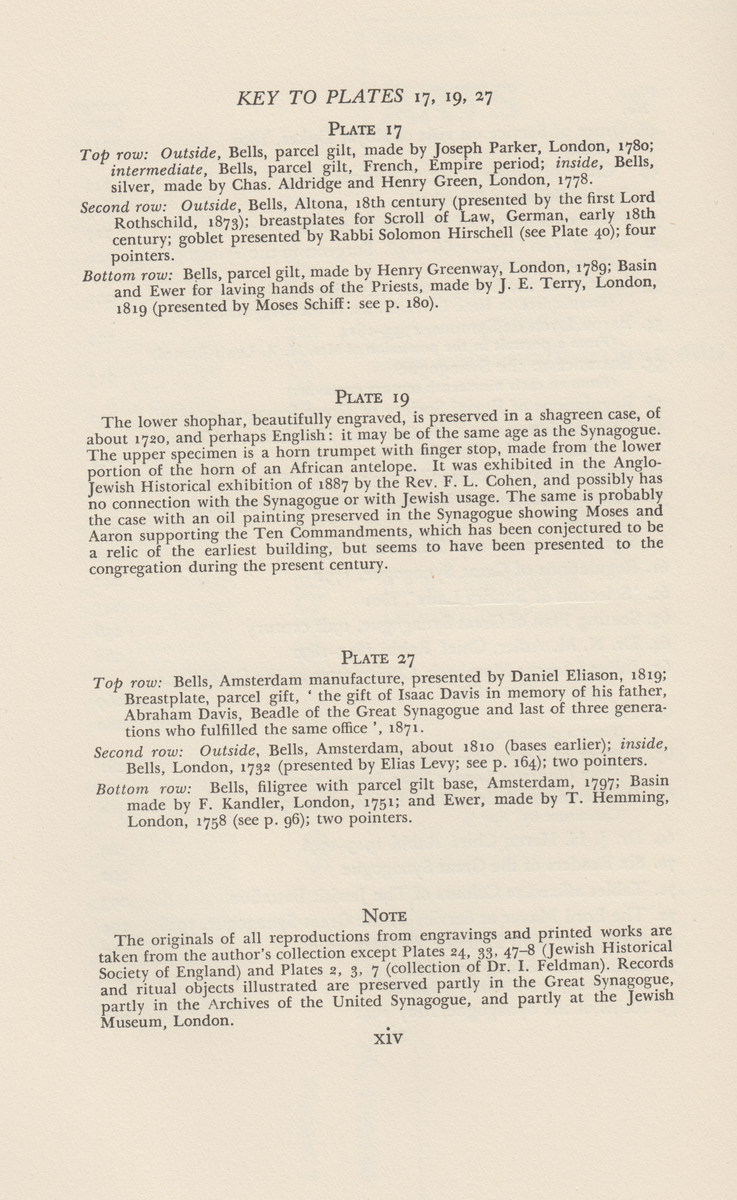 KEY TO PLATES 17, 19, 27
PLATE 17
Top row: Outside, Bells, parcel gilt, made by Joseph Parker, London, 1780;
intermediate, Bells, parcel gilt, French, Empire period; inside, Bells,
silver, made by Chas. Aldridge and Henry Green, London, 1778.
Second row: Outside, Bells, Altona, 18th century (presented by the first Lord
Rothschild, 1873); breastplates for Scroll of Law, German, early 18th
century; goblet presented by Rabbi Solomon Hirschell (see Plate 40); four
pointers.
Bottom row: Bells, parcel gilt, made by Henry Greenway, London, 1789; Basin
and Ewer for laving hands of the Priests, made by J. E. Terry, London,
1819 (presented by Moses Schiff: see p. 180).
PLATE 19
The lower shophar, beautifully engraved, is preserved in a shagreen case, of
about 1720, and perhaps English: it may be of the same age as the Synagogue.
The upper specimen is a horn trumpet with finger stop, made from the lower
portion of the horn of an African antelope. It was exhibited in the Anglo-
Jewish Historical exhibition of 1887 by the Rev. F. L. Cohen, and possibly has
no connection with the Synagogue or with Jewish usage. The same is probably
the case with an oil painting preserved in the Synagogue showing Moses and
Aaron supporting the Ten Commandments, which has been conjectured to be
a relic of the earliest building, but seems to have been presented to the
congregation during the present century.
PLATE 27
Top row: Bells, Amsterdam manufacture, presented by Daniel Eliason, 1819;
Breastplate, parcel gift, ' the gift of Isaac Davis in memory of his father,
Abraham Davis, Beadle of the Great Synagogue and last of three genera-
tions who fulfilled the same office ', 1871.
Second row: Outside, Bells, Amsterdam, about 1810 (bases earlier); inside,
Bells, London, 1732 (presented by Elias Levy; see p. 164); two pointers.
Bottom row: Bells, filigree with parcel gilt base, Amsterdam, 1797; Basin
made by F. Kandler, London, 1751; and Ewer, made by T. Hemming,
London, 1758 (see p. 96); two pointers.
NOTE
The originals of all reproductions from engravings and printed works are
taken from the author's collection except Plates 24, 33, 47–8 (Jewish Historical
Society of England) and Plates 2, 3, 7 (collection of Dr. I. Feldman). Records
and ritual objects illustrated are preserved partly in the Great Synagogue,
partly in the Archives of the United Synagogue, and partly at the Jewish
Museum, London.
xiv